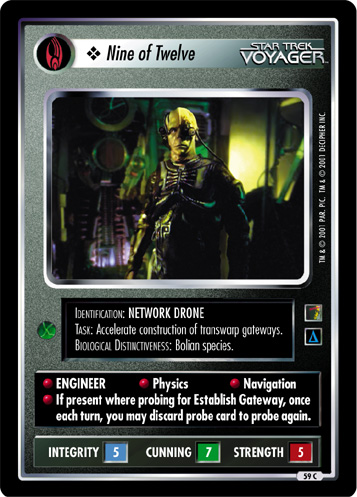 Nine of Twelve
STAR TREK
VOYAGER
TM & © 2001 PAR. PIC. TM & © 2001 DECIPHER INC.
IDENTIFICATION: NETWORK DRONE
TASK: Accelerate construction of transwarp gateways.
BIOLOGICAL DISTINCTIVENESS: Bolian species.
ENGINEER Physics Navigation
If present where probing for Establish Gateway, once
each turn, you may discard probe card to probe again.
INTEGRITY 5 CUNNING 7 STRENGTH 5
59 C